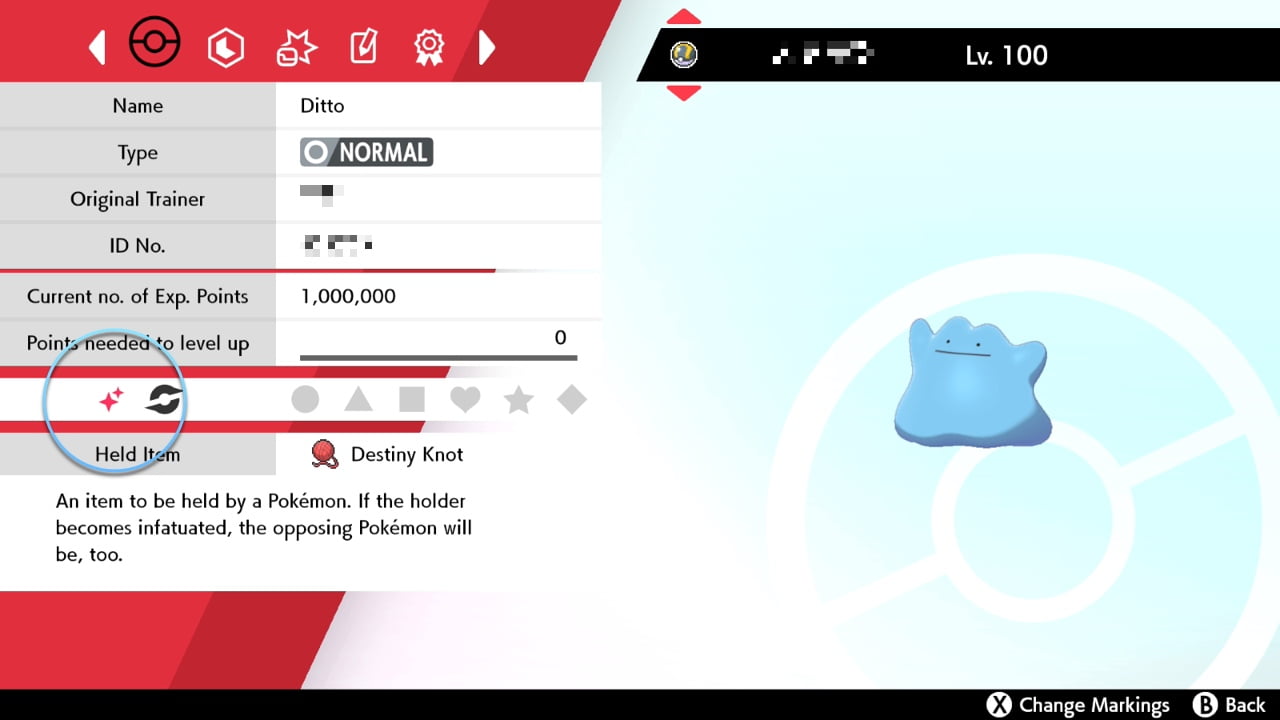 Lv. 100
Name Ditto
Type NORMAL
Original Trainer
ID No.
Current no. of Exp. Points 1,000,000
Points needed to level up 0
Held Item Destiny Knot
An item to be held by a Pokémon. If the holder
becomes infatuated, the opposing Pokémon will
be, too.
X Change Markings B Back